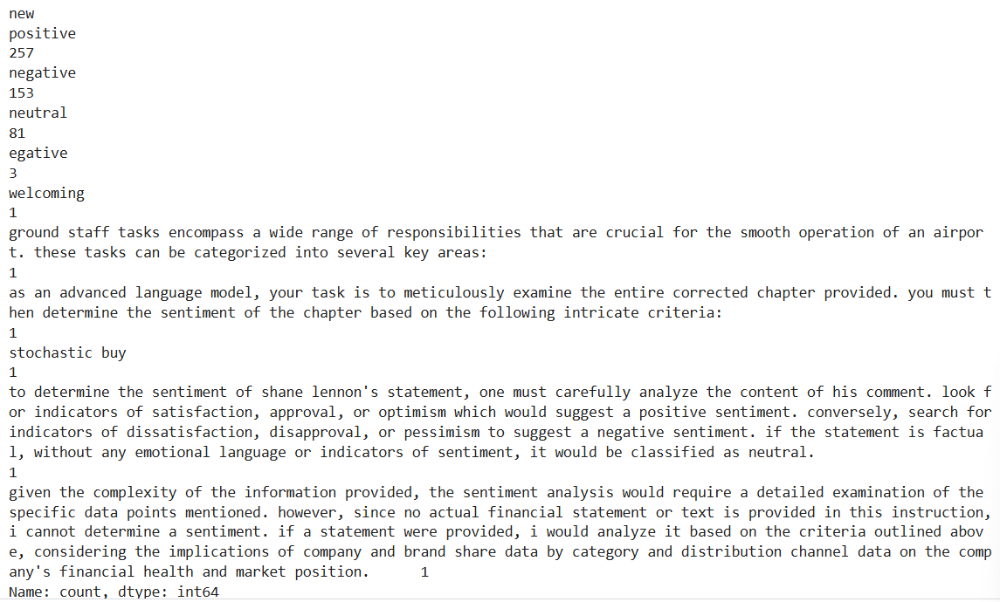 new
positive
257
negative
153
neutral
81
egative
3
welcoming
1
ground staff tasks encompass a wide range of responsibilities that are crucial for the smooth operation of an airpor
t. these tasks can be categorized into several key areas:
1
as an advanced language model, your task is to meticulously examine the entire corrected chapter provided. you must t
hen determine the sentiment of the chapter based on the following intricate criteria:
1
stochastic buy
1
to determine the sentiment of shane lennon's statement, one must carefully analyze the content of his comment. look f
or indicators of satisfaction, approval, or optimism which would suggest a positive sentiment. conversely, search for
indicators of dissatisfaction, disapproval, or pessimism to suggest a negative sentiment. if the statement is factua
l, without any emotional language or indicators of sentiment, it would be classified as neutral.
1
given the complexity of the information provided, the sentiment analysis would require a detailed examination of the
specific data points mentioned. however, since no actual financial statement or text is provided in this instruction,
i cannot determine a sentiment. if a statement were provided, i would analyze it based on the criteria outlined abov
e, considering the implications of company and brand share data by category and distribution channel data on the comp
any's financial health and market position. 1
Name: count, dtype: int64